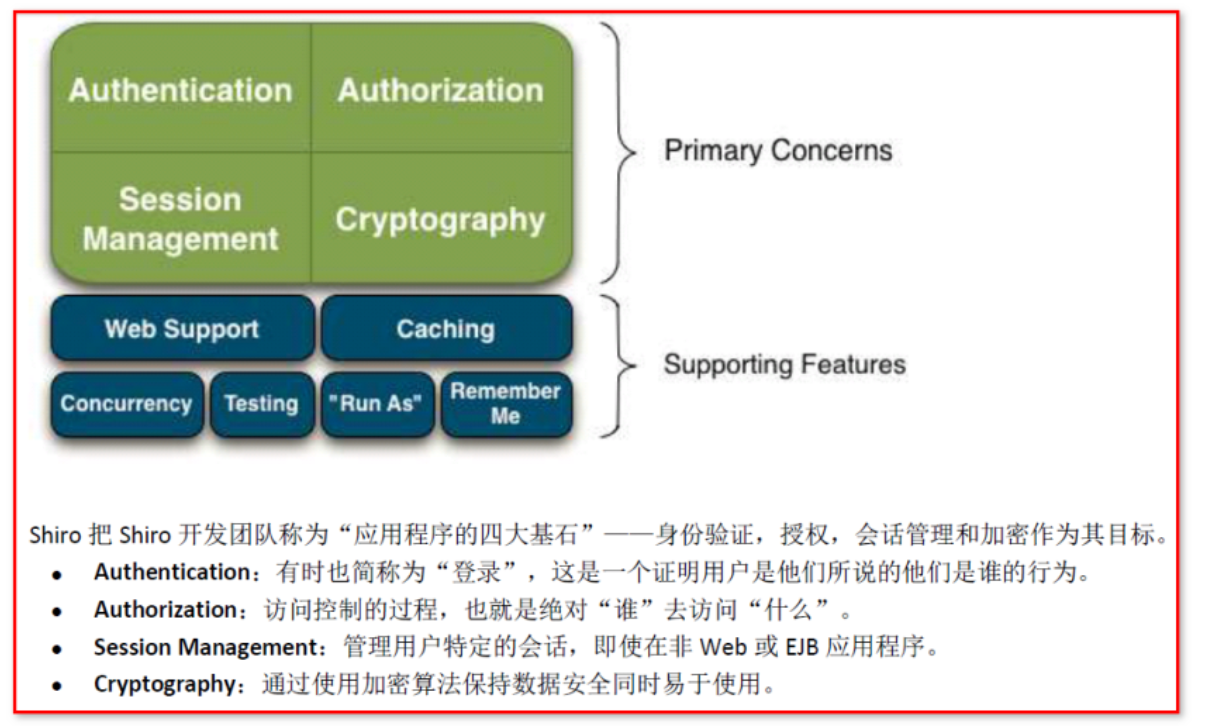 Authentication
Authorization
Primary Concerns
Session
Management
Cryptography
Web Support
Caching
Supporting Features
Concurrency
Testing
"Run As"
Remember
Me
Shiro 把 Shiro 开发团队称为“应用程序的四大基石”——身份验证，授权，会话管理和加密作为其目标。
● Authentication：有时也简称为“登录”，这是一个证明用户是他们所说的他们是谁的行为。
● Authorization：访问控制的过程，也就是绝对“谁”去访问“什么”。
● Session Management：管理用户特定的会话，即使在非 Web 或 EJB 应用程序。
● Cryptography：通过使用加密算法保持数据安全同时易于使用。